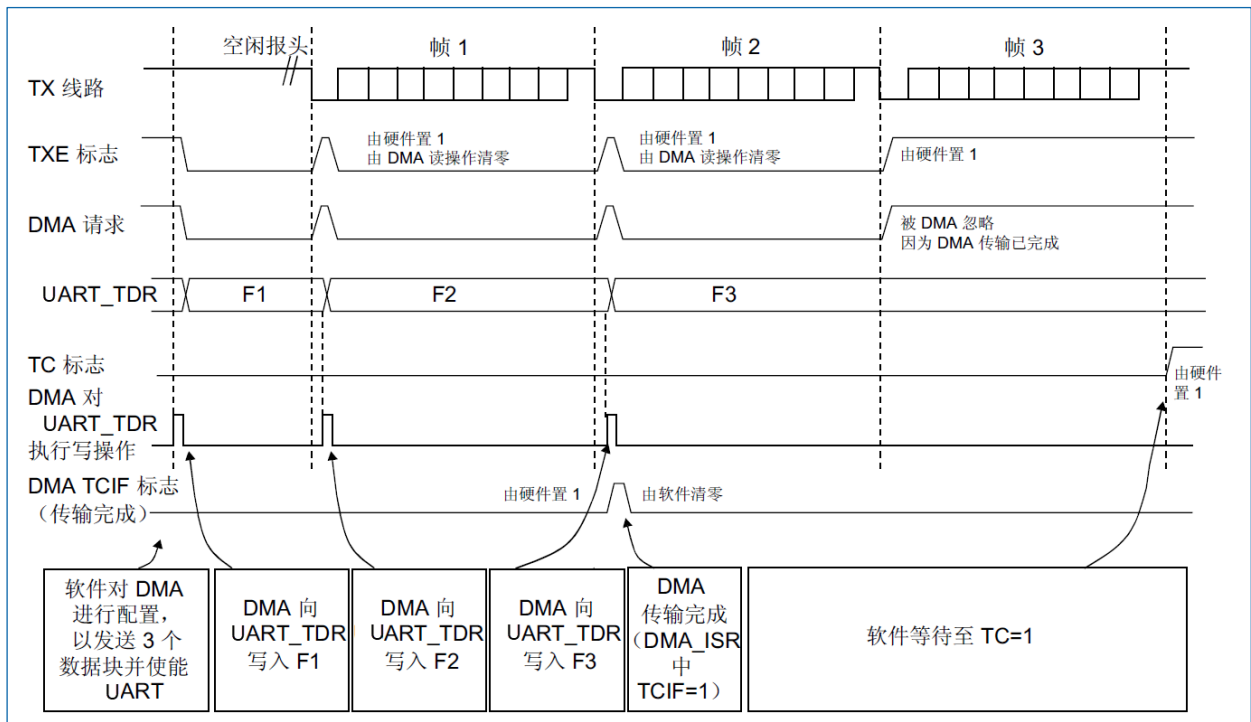 空闲报头
帧 1
帧 2
帧 3
TX 线路
TXE 标志
由硬件置 1
由 DMA 读操作清零
由硬件置 1
由 DMA 读操作清零
由硬件置 1
DMA 请求
被 DMA 忽略
因为 DMA 传输已完成
UART_TDR
F1
F2
F3
TC 标志
由硬件
置 1
DMA 对
UART_TDR
执行写操作
DMA TCIF 标志
（传输完成）
由硬件置 1
由软件清零
软件对 DMA
进行配置，
以发送 3 个
数据块并使能
UART
DMA 向
UART_TDR
写入 F1
DMA 向
UART_TDR
写入 F2
DMA 向
UART_TDR
写入 F3
DMA
传输完成
（DMA_ISR
中
TCIF=1）
软件等待至 TC=1